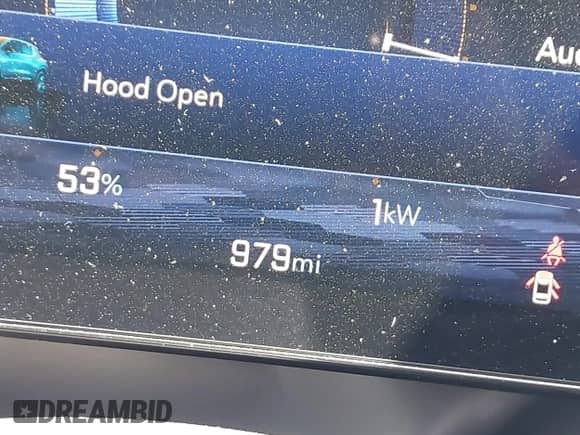 Hood Open
53%
1kW
979mi
DREAMBID